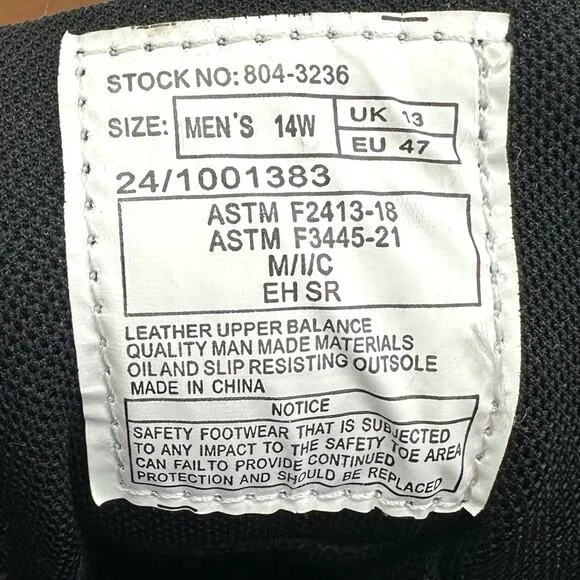 STOCK NO: 804-3236
SIZE: MEN'S 14W UK 13
EU 47
24/1001383
ASTM F2413-18
ASTM F3445-21
M/I/C
EH SR
LEATHER UPPER BALANCE
QUALITY MAN MADE MATERIALS
OIL AND SLIP RESISTING OUTSOLE
MADE IN CHINA
NOTICE
SAFETY FOOTWEAR THAT IS SUBJECTED
TO ANY IMPACT TO THE SAFETY TOE AREA
CAN FAIL TO PROVIDE CONTINUED
PROTECTION AND SHOULD BE REPLACED